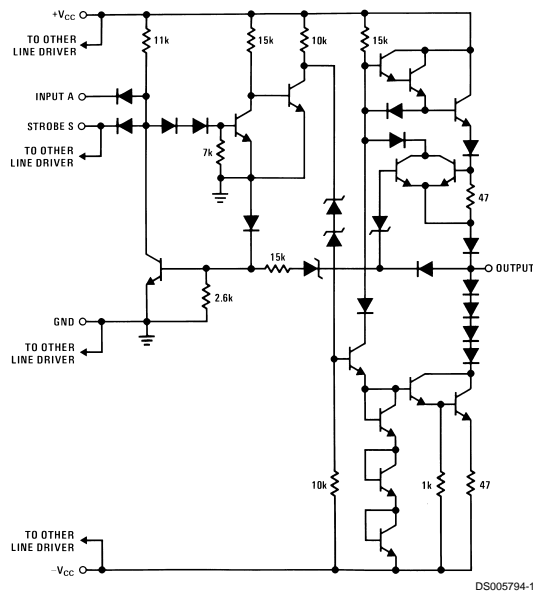 +VCC
TO OTHER
LINE DRIVER
11k
15k
10k
15k
INPUT A
STROBE S
TO OTHER
LINE DRIVER
7k
47
15k
OUTPUT
2.6k
GND
TO OTHER
LINE DRIVER
10k
1k
47
TO OTHER
LINE DRIVER
−VCC
DS005794-1